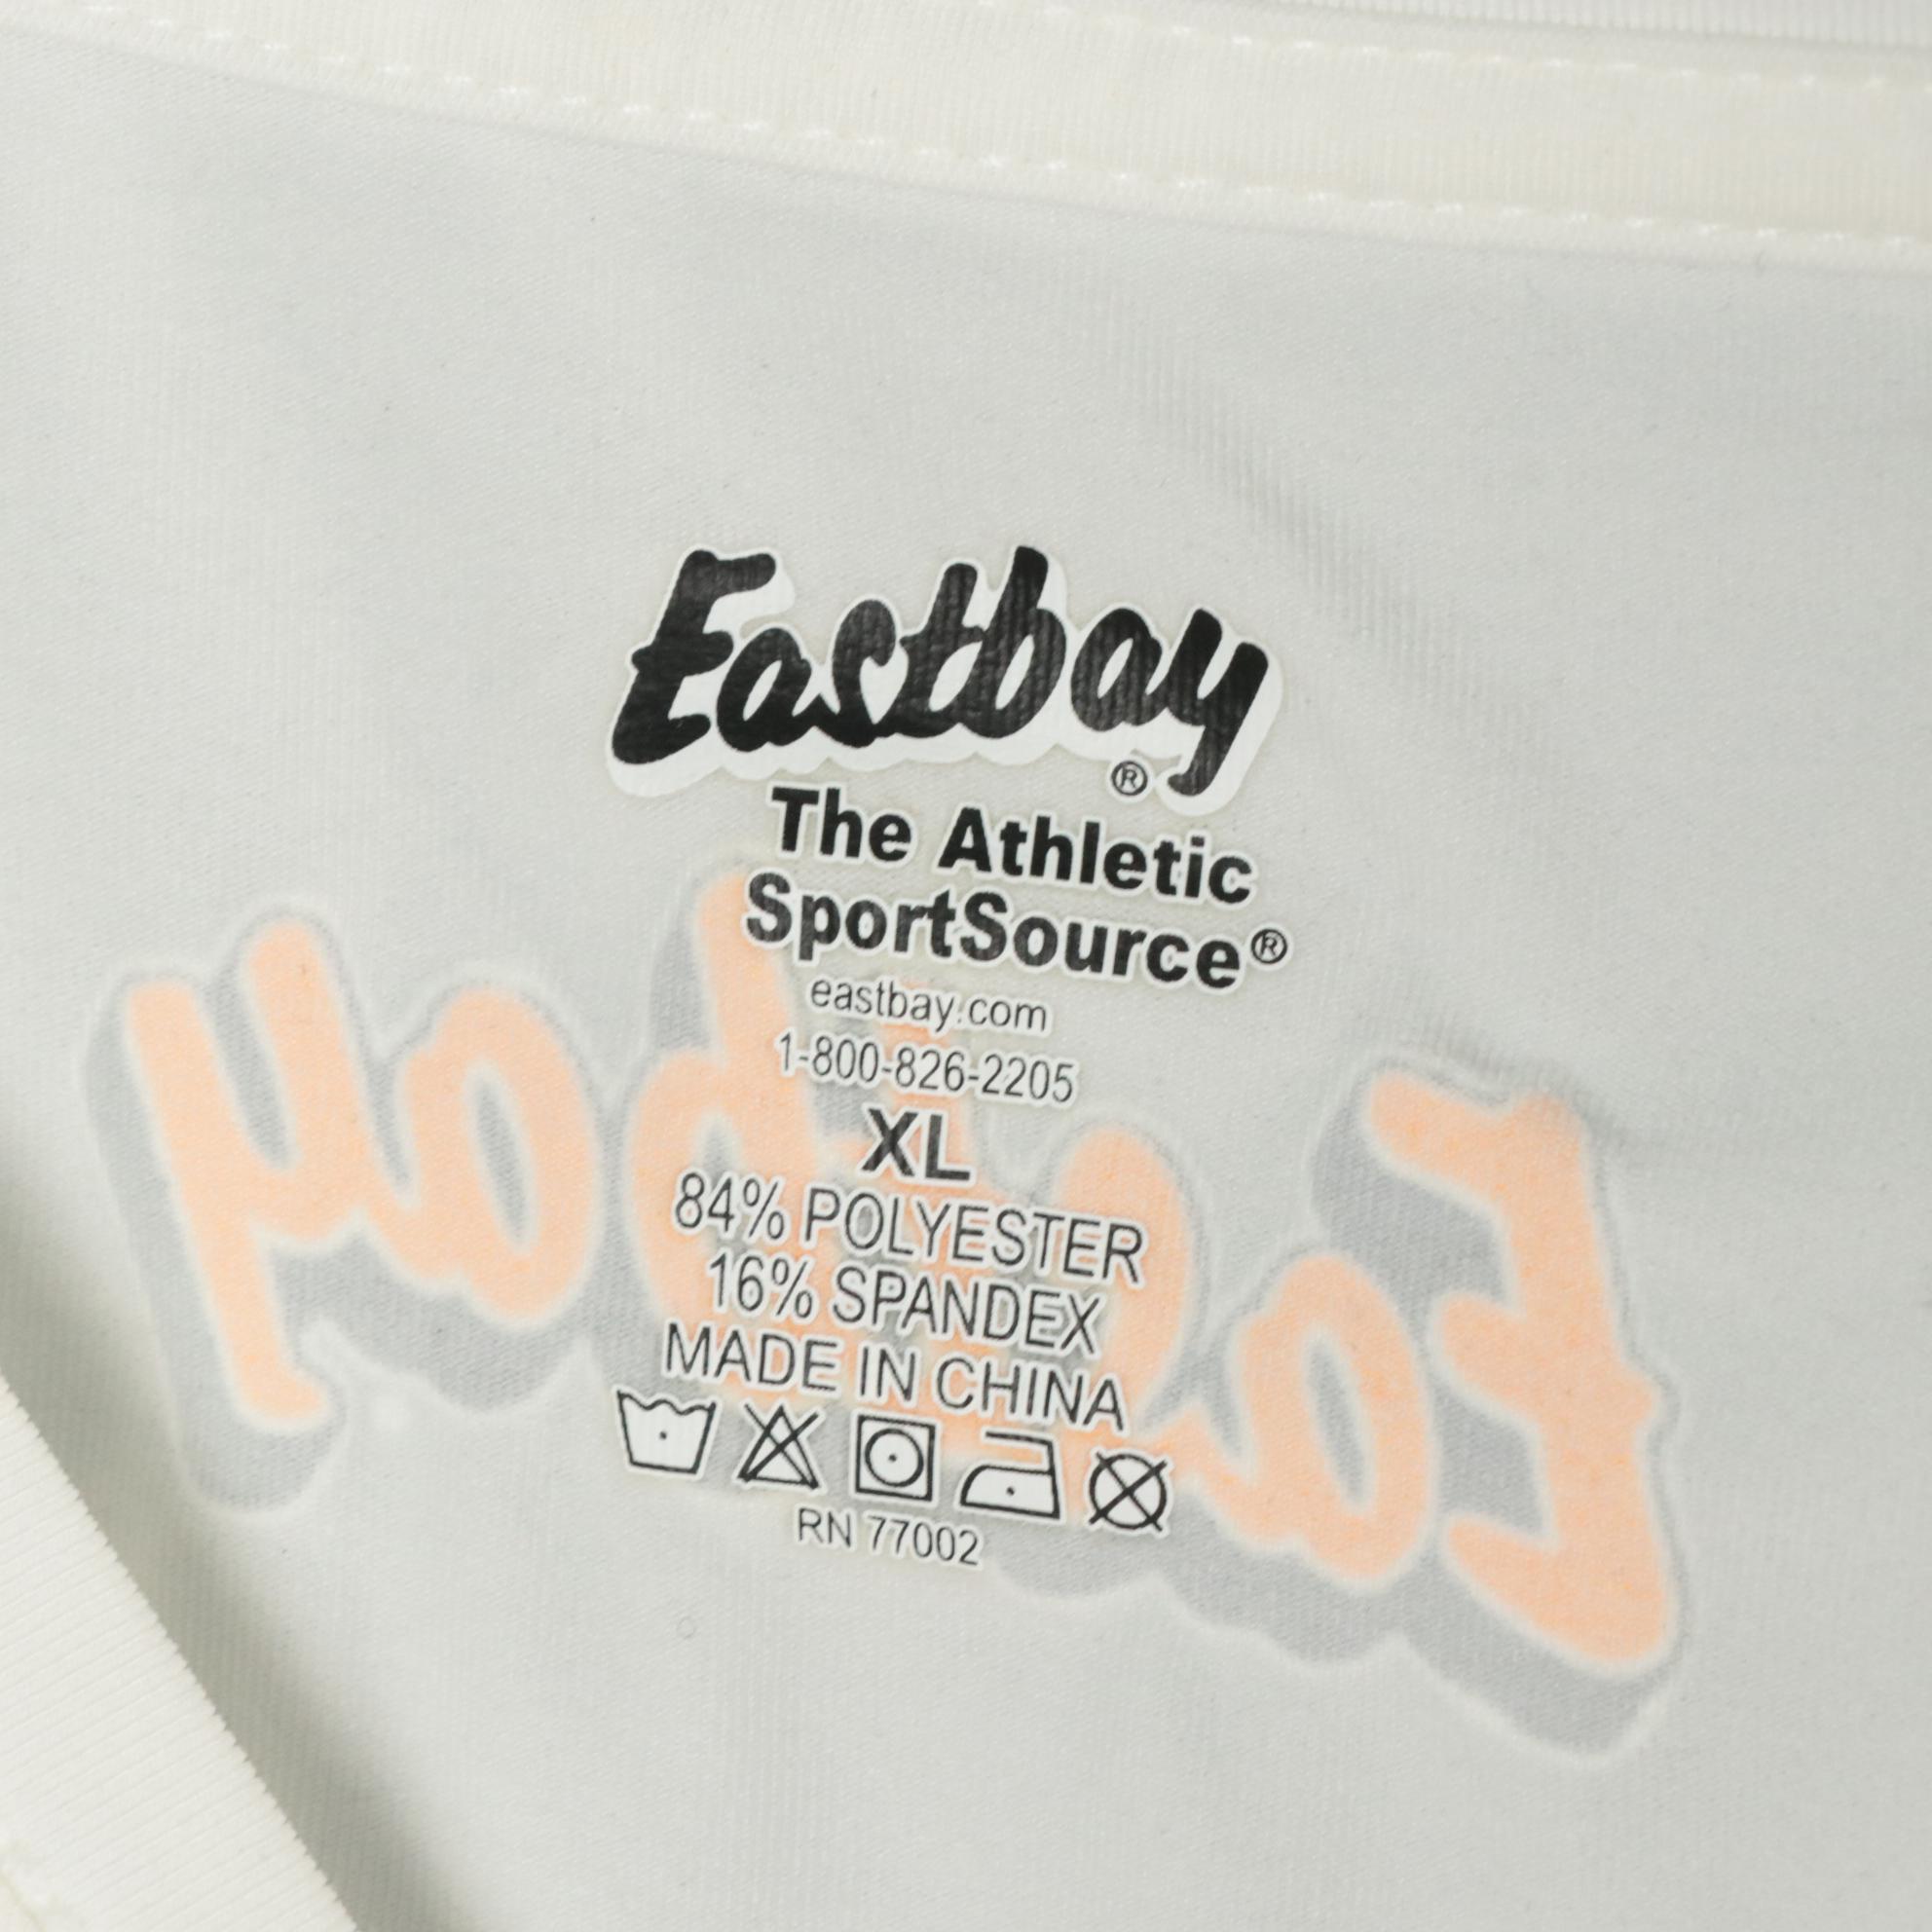 Eastbay®
The Athletic
SportSource®
eastbay.com
1-800-826-2205
XL
84% POLYESTER
16% SPANDEX
MADE IN CHINA
RN 77002
Eastbay